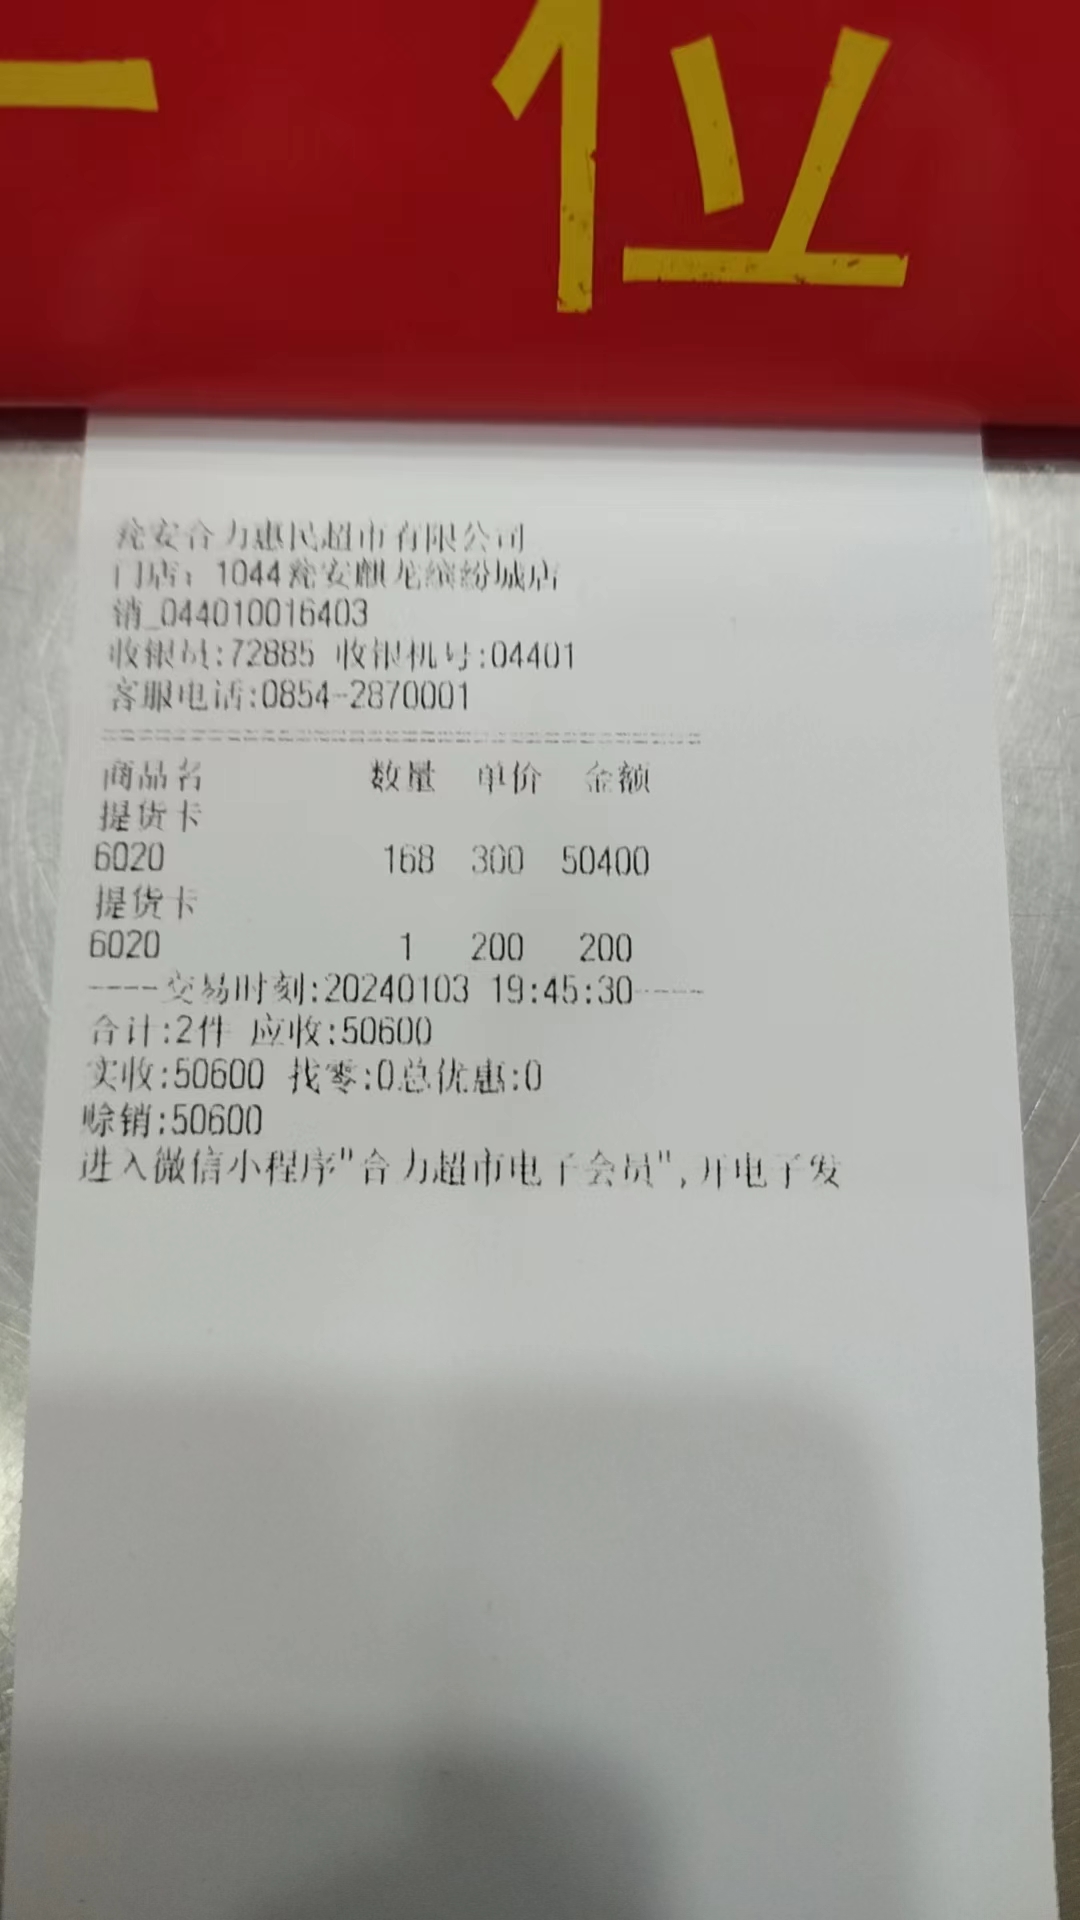 一位
瓮安合力惠民超市有限公司
门店：1044瓮安麒龙缤纷城店
销_044010016403
收银员:72885 收银机号:04401
客服电话:0854-2870001
商品名 数量 单价 金额
提货卡
6020 168 300 50400
提货卡
6020 1 200 200
----交易时刻:20240103 19:45:30----
合计:2件 应收:50600
实收:50600 找零:0总优惠:0
赊销:50600
进入微信小程序"合力超市电子会员",开电子发